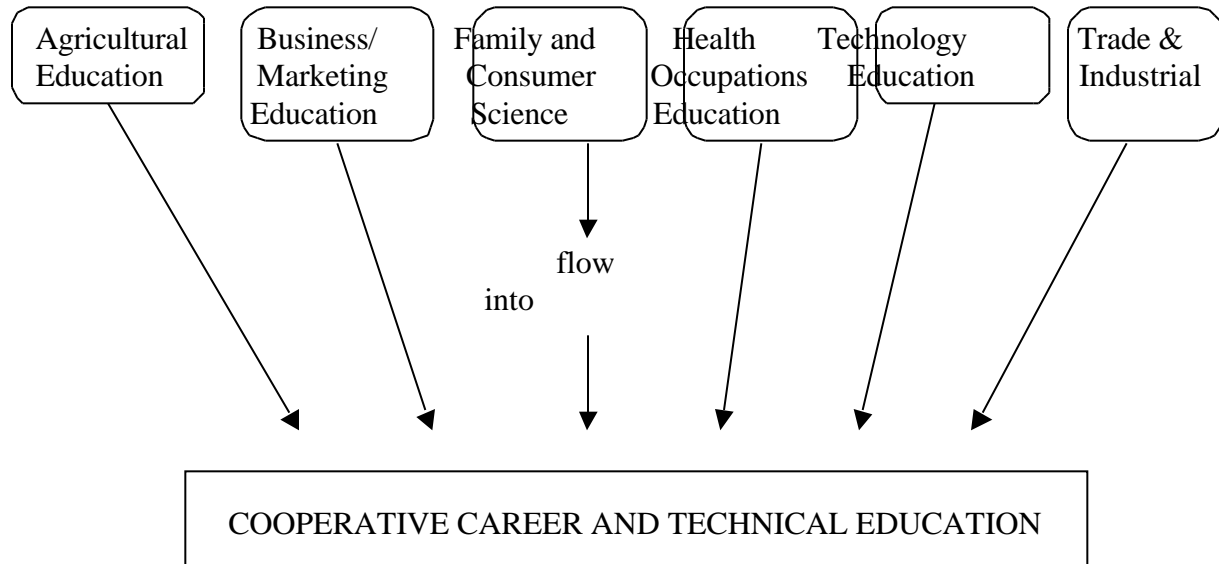 Agricultural
Education
Business/
Marketing
Education
Family and
Consumer
Science
Health
Occupations
Education
Technology
Education
Trade &
Industrial
flow
into
COOPERATIVE CAREER AND TECHNICAL EDUCATION